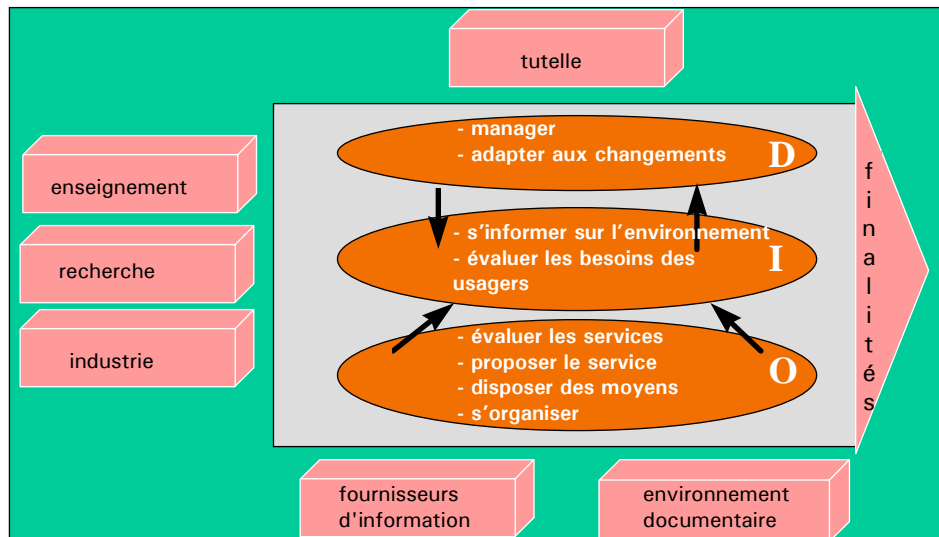 tutelle
- manager
- adapter aux changements
D
enseignement
recherche
industrie
- s'informer sur l'environnement
- évaluer les besoins des
usagers
I
- évaluer les services
- proposer le service
- disposer des moyens
- s'organiser
O
finalités
fournisseurs
d'information
environnement
documentaire